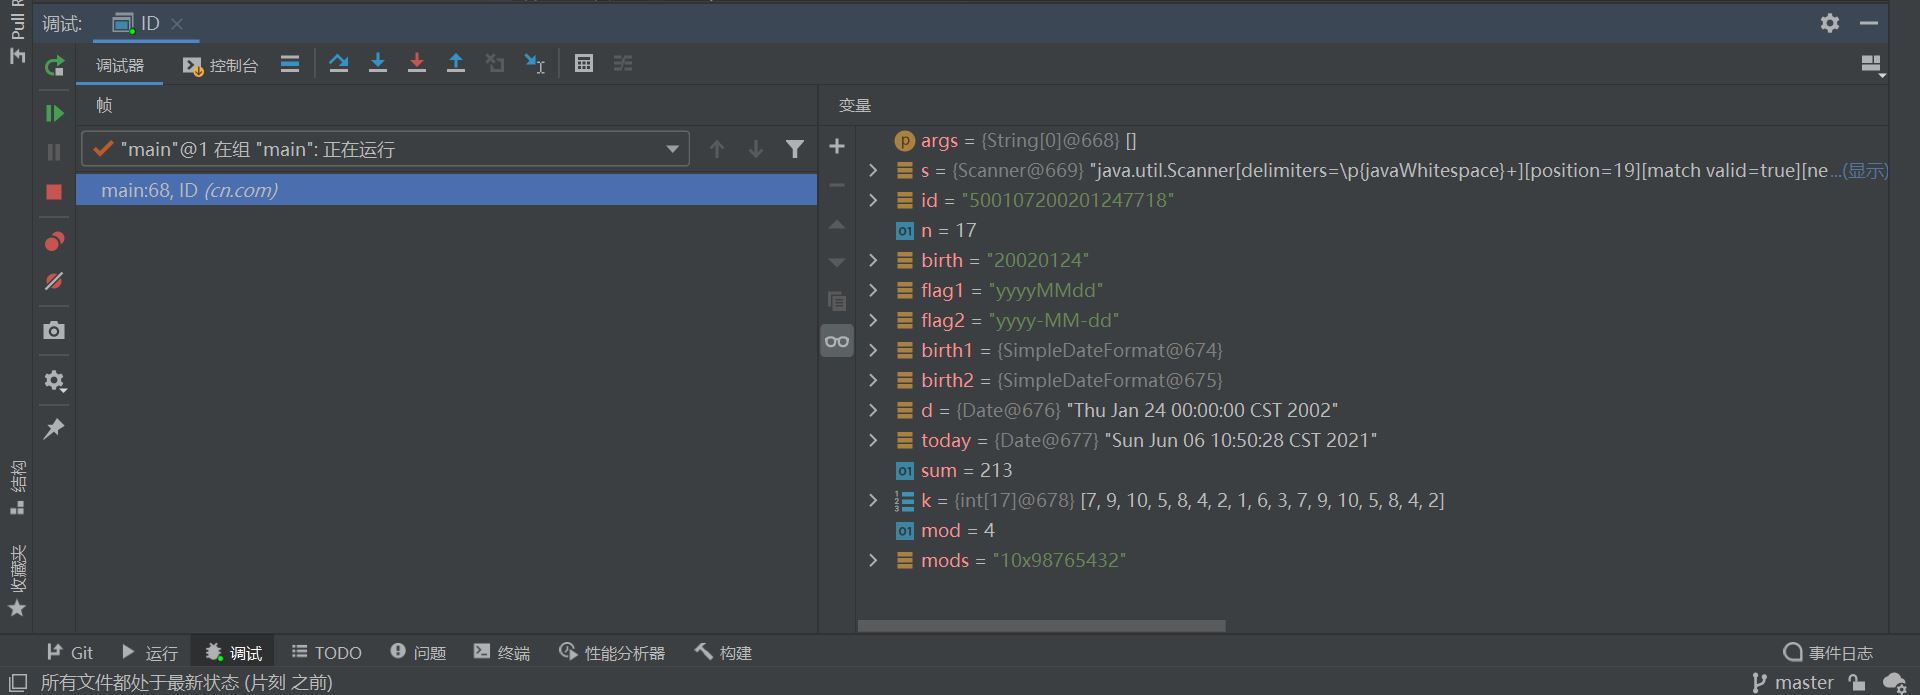 Pull R
调试:
ID
调试器
控制台
帧
变量
"main"@1 在组 "main": 正在运行
main:68, ID (cn.com)
args = {String[0]@668} []
s = {Scanner@669} "java.util.Scanner[delimiters=\p{javaWhitespace}+][position=19][match valid=true][ne...(显示)
id = "500107200201247718"
n = 17
birth = "20020124"
flag1 = "yyyyMMdd"
flag2 = "yyyy-MM-dd"
birth1 = {SimpleDateFormat@674}
birth2 = {SimpleDateFormat@675}
d = {Date@676} "Thu Jan 24 00:00:00 CST 2002"
today = {Date@677} "Sun Jun 06 10:50:28 CST 2021"
sum = 213
k = {int[17]@678} [7, 9, 10, 5, 8, 4, 2, 1, 6, 3, 7, 9, 10, 5, 8, 4, 2]
mod = 4
mods = "10x98765432"
结构
收藏夹
Git
运行
调试
TODO
问题
终端
性能分析器
构建
事件日志
所有文件都处于最新状态 (片刻 之前)
master